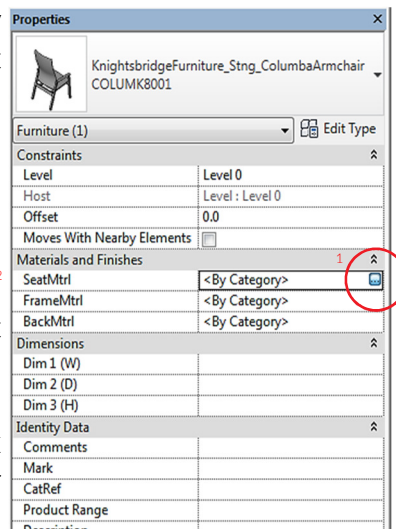 Properties
KnightsbridgeFurniture_Stng_ColumbaArmchair
COLUMK8001
Furniture (1) Edit Type
Constraints
Level Level 0
Host Level : Level 0
Offset 0.0
Moves With Nearby Elements
Materials and Finishes 1
SeatMtrl <By Category>
FrameMtrl <By Category>
BackMtrl <By Category>
Dimensions
Dim 1 (W)
Dim 2 (D)
Dim 3 (H)
Identity Data
Comments
Mark
CatRef
Product Range